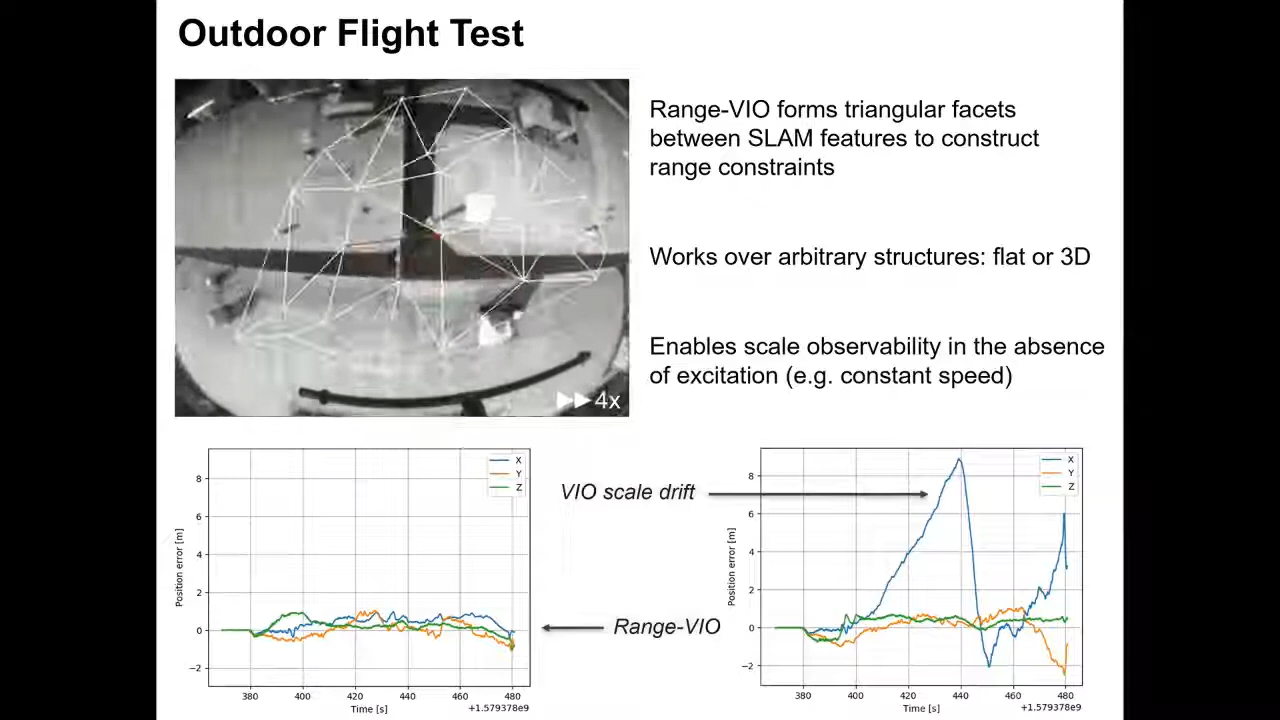 Outdoor Flight Test
Range-VIO forms triangular facets
between SLAM features to construct
range constraints
Works over arbitrary structures: flat or 3D
Enables scale observability in the absence
of excitation (e.g. constant speed)
4x
X
Y
Z
8
6
4
2
0
−2
Position error [m]
380 400 420 440 460 480
Time [s]
+1.579378e9
VIO scale drift
Range-VIO
X
Y
Z
8
6
4
2
0
−2
Position error [m]
380 400 420 440 460 480
Time [s]
+1.579378e9